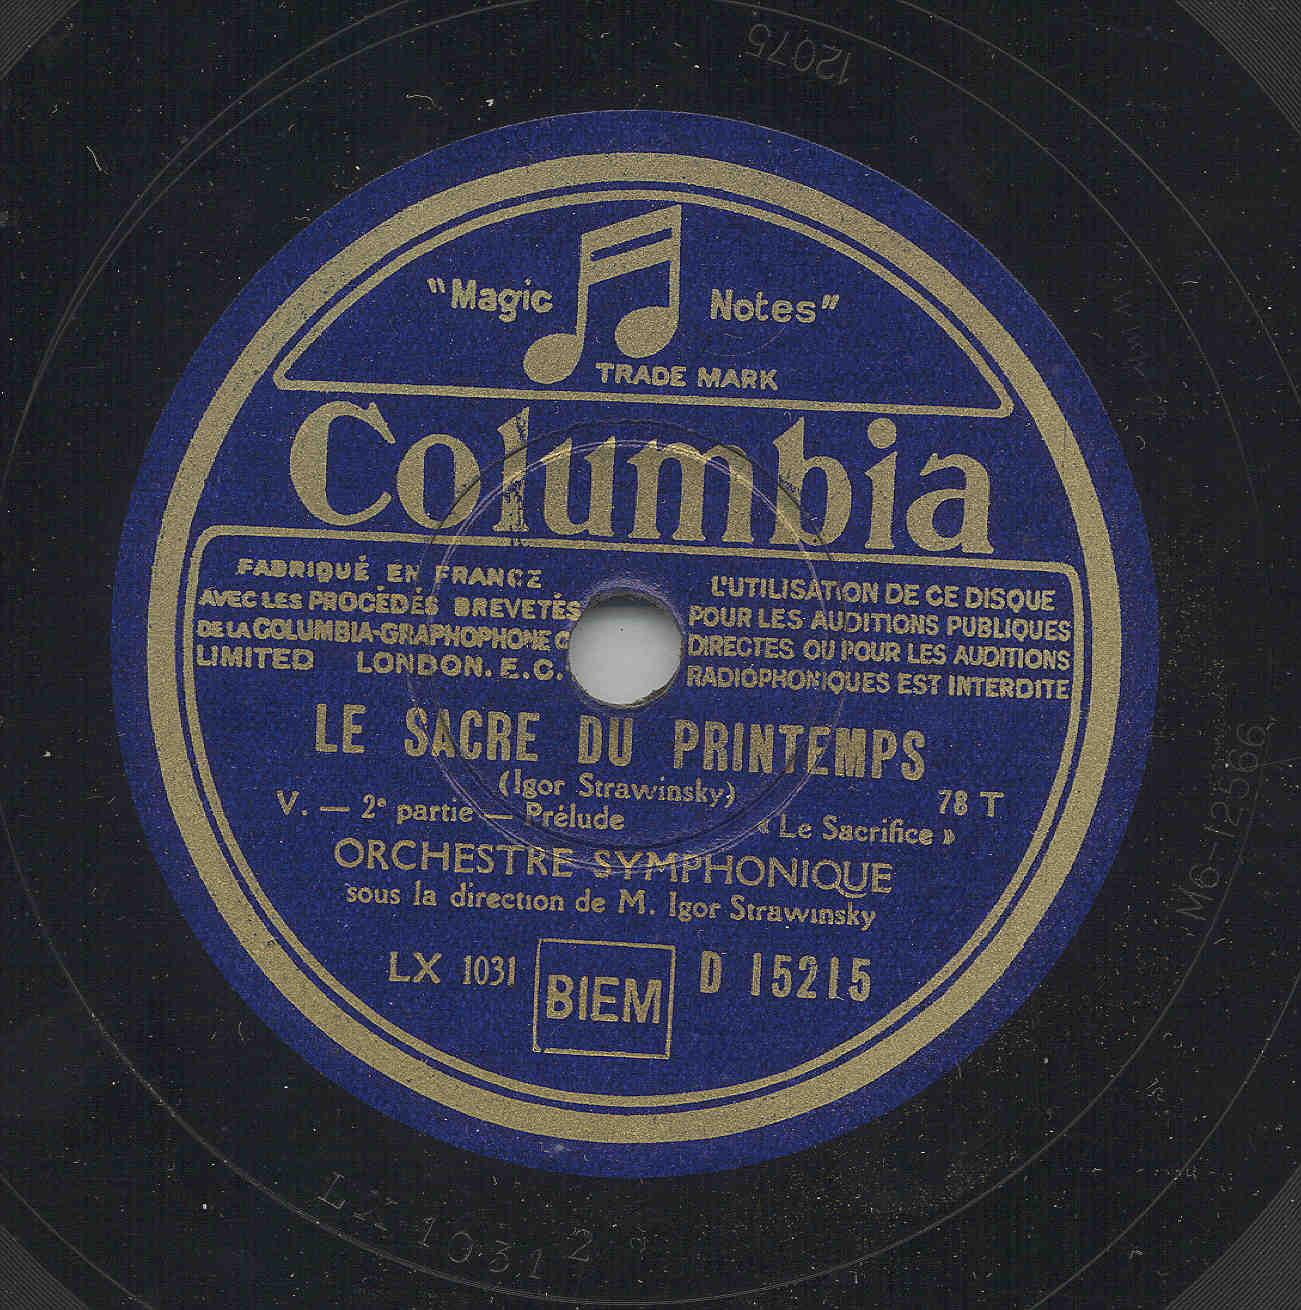 12075
"Magic Notes"
TRADE MARK
Columbia
FABRIQUÉ EN FRANCE
AVEC LES PROCÉDÉS BREVETÉS
DE LA COLUMBIA-GRAPHOPHONE C
LIMITED LONDON. E.C.
L'UTILISATION DE CE DISQUE
POUR LES AUDITIONS PUBLIQUES
DIRECTES OU POUR LES AUDITIONS
RADIOPHONIQUES EST INTERDITE
LE SACRE DU PRINTEMPS
(Igor Strawinsky)
78 T
V. — 2e partie — Prélude « Le Sacrifice »
ORCHESTRE SYMPHONIQUE
sous la direction de M. Igor Strawinsky
LX 1031 BIEM D 15215
M6-12566
LX 1031 2